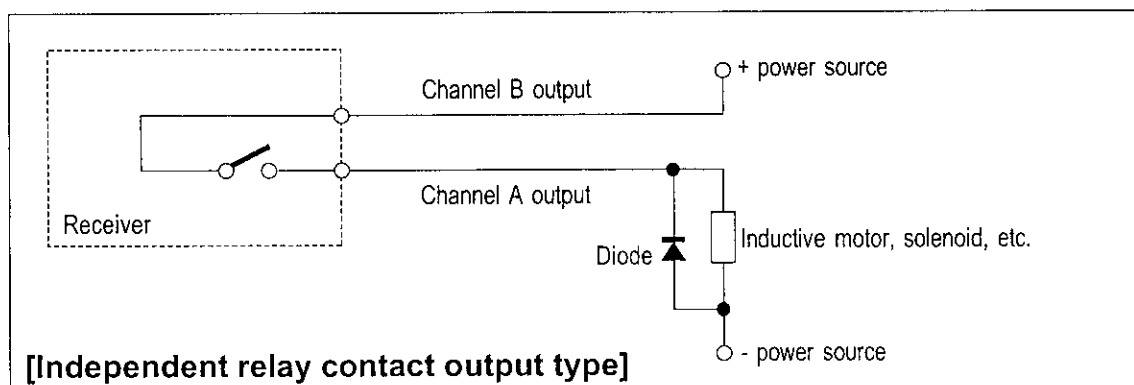 + power source
Channel B output
Channel A output
Receiver
Diode
Inductive motor, solenoid, etc.
- power source
[Independent relay contact output type]